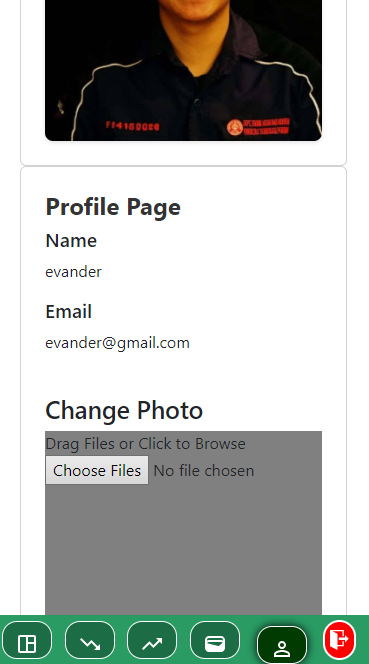 Profile Page
Name
evander
Email
evander@gmail.com
Change Photo
Drag Files or Click to Browse
Choose Files No file chosen